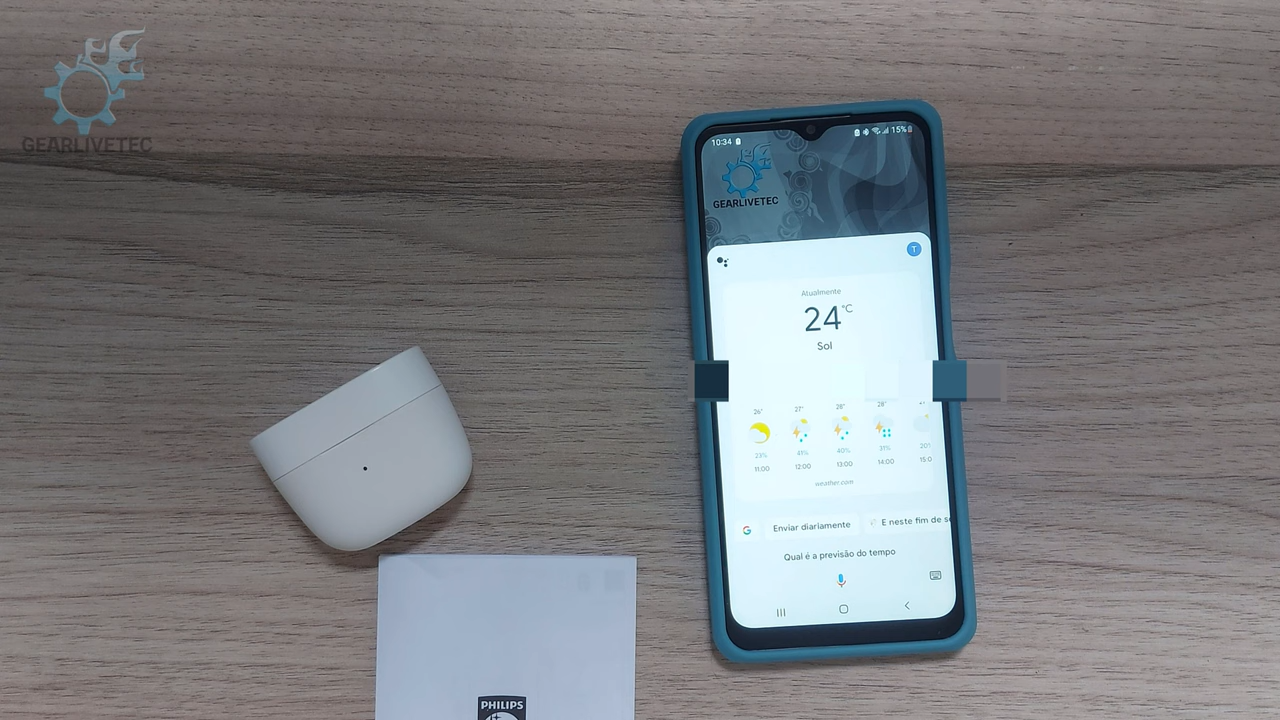 GEARLIVETEC
10:34
15%
GEARLIVETEC
T
Atualmente
24°C
Sol
26° 27° 28° 28°
23% 41% 40% 31%
11:00 12:00 13:00 14:00 15:0
weather.com
G Enviar diariamente E neste fim de s
Qual é a previsão do tempo
PHILIPS